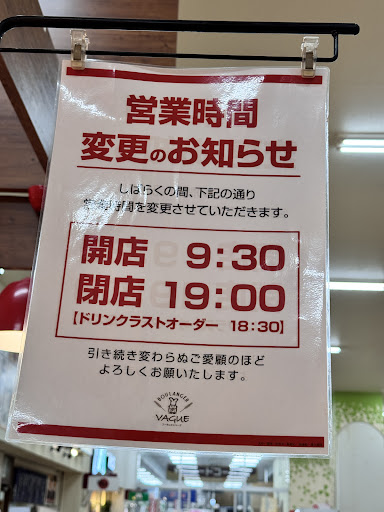 営業時間
変更のお知らせ
しばらくの間、下記の通り
営業時間を変更させていただきます。
開店 9:30
閉店 19:00
【ドリンクラストオーダー 18:30】
引き続き変わらぬご愛顧のほど
よろしくお願いたします。
BOULANGER
VAGUE